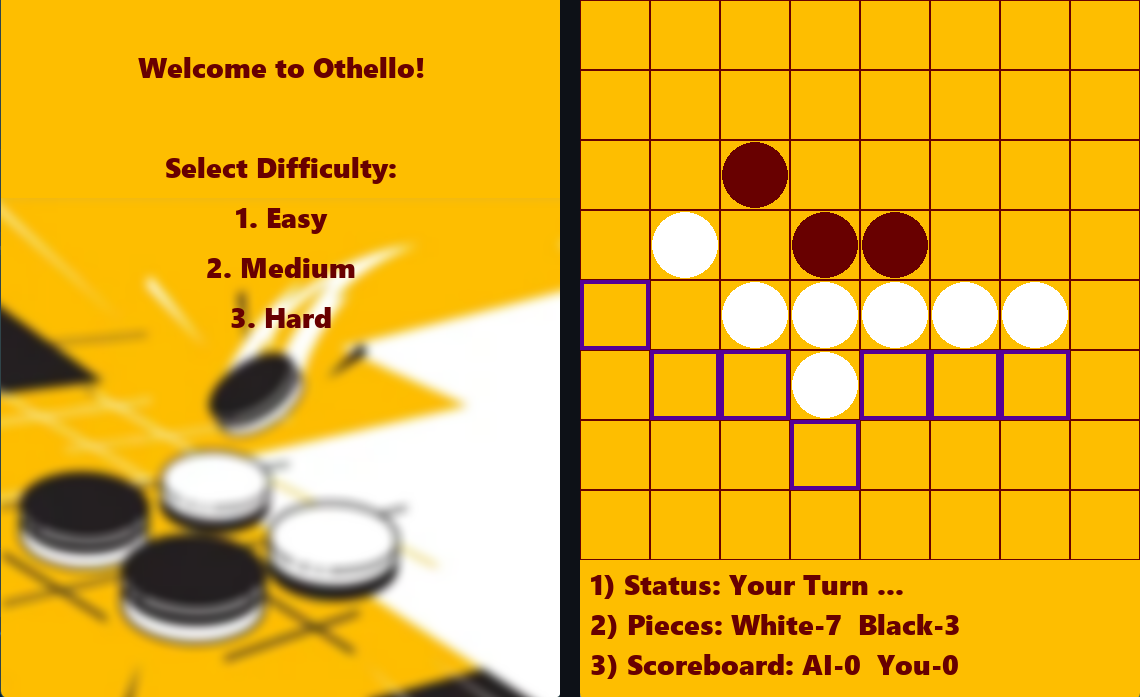 Welcome to Othello!
Select Difficulty:
1. Easy
2. Medium
3. Hard
1) Status: Your Turn ...
2) Pieces: White-7  Black-3
3) Scoreboard: AI-0  You-0